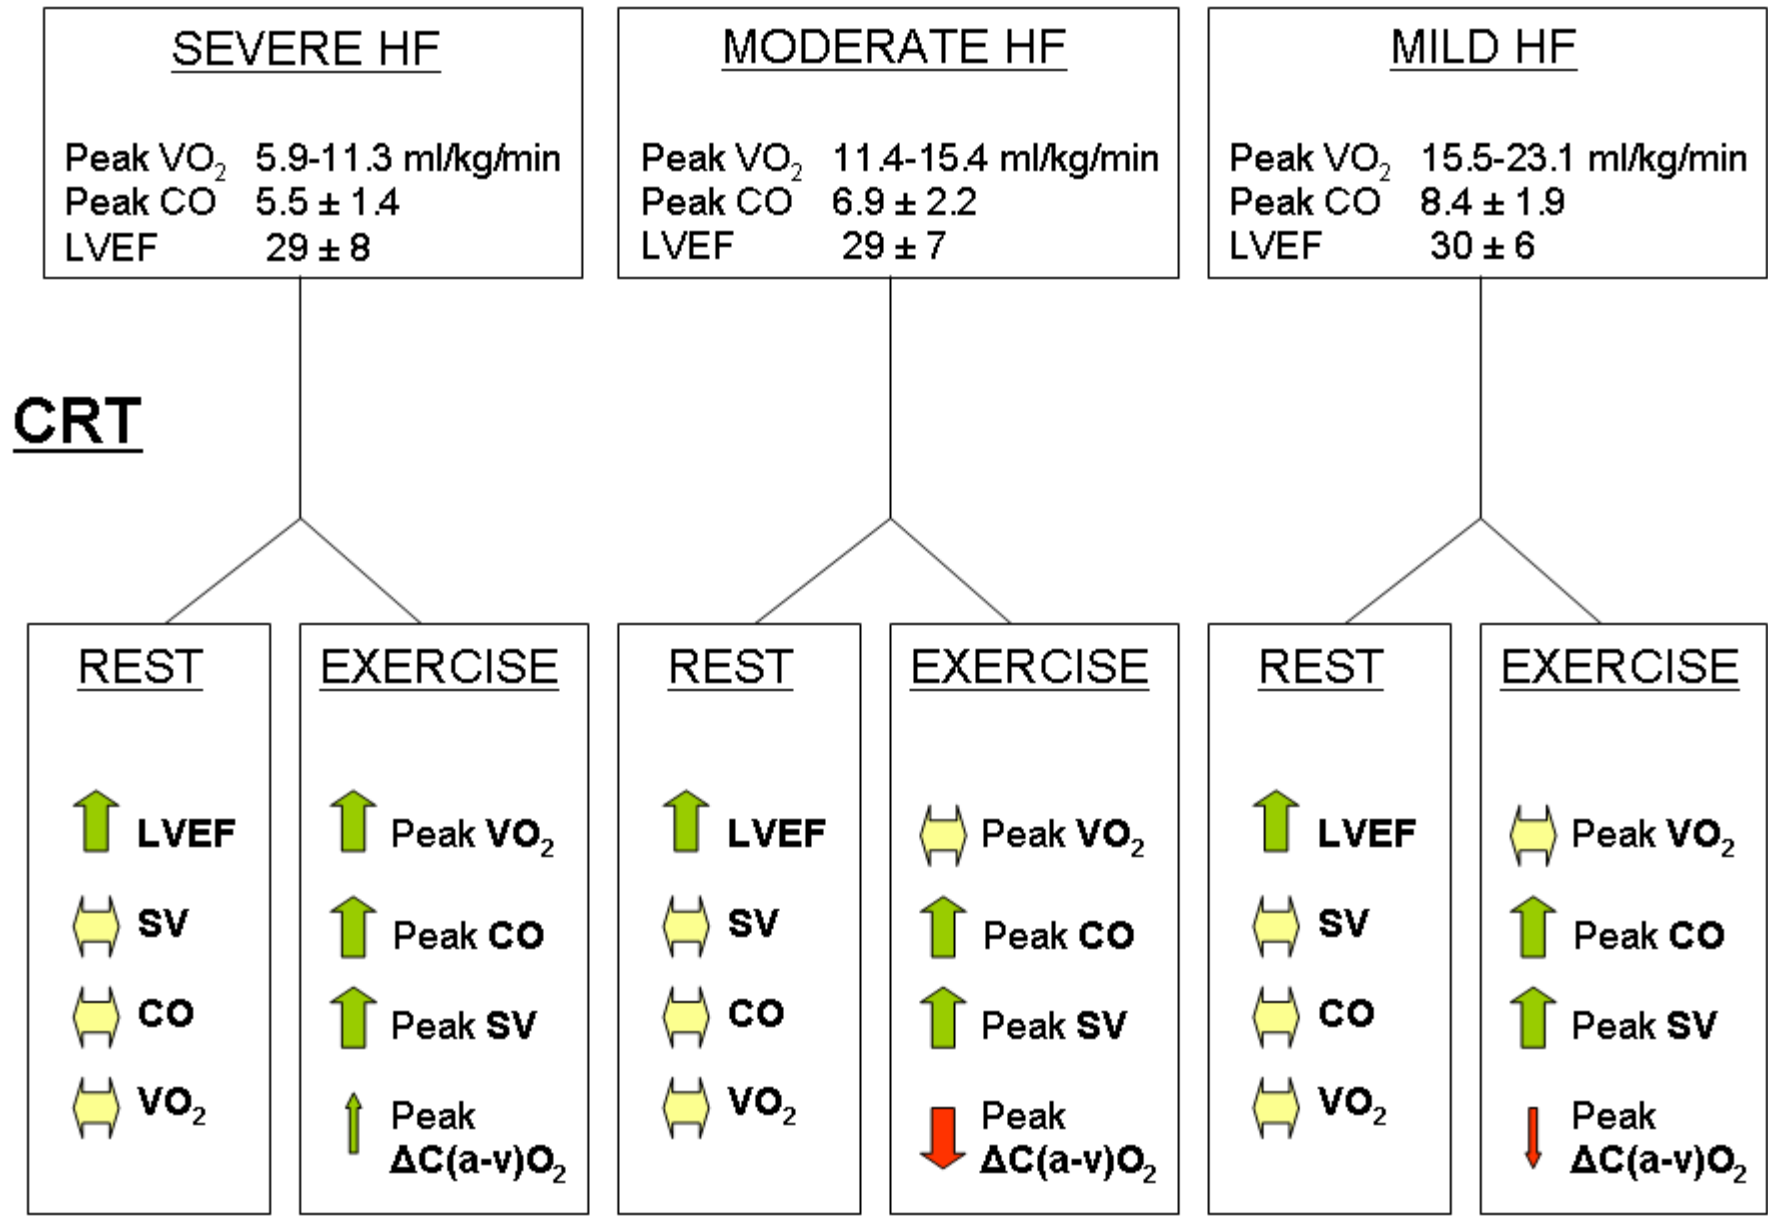 SEVERE HF
Peak VO₂ 5.9-11.3 ml/kg/min
Peak CO 5.5 ± 1.4
LVEF 29 ± 8
MODERATE HF
Peak VO₂ 11.4-15.4 ml/kg/min
Peak CO 6.9 ± 2.2
LVEF 29 ± 7
MILD HF
Peak VO₂ 15.5-23.1 ml/kg/min
Peak CO 8.4 ± 1.9
LVEF 30 ± 6
CRT
REST
LVEF
SV
CO
VO₂
EXERCISE
Peak VO₂
Peak CO
Peak SV
Peak
ΔC(a-v)O₂
REST
LVEF
SV
CO
VO₂
EXERCISE
Peak VO₂
Peak CO
Peak SV
Peak
ΔC(a-v)O₂
REST
LVEF
SV
CO
VO₂
EXERCISE
Peak VO₂
Peak CO
Peak SV
Peak
ΔC(a-v)O₂